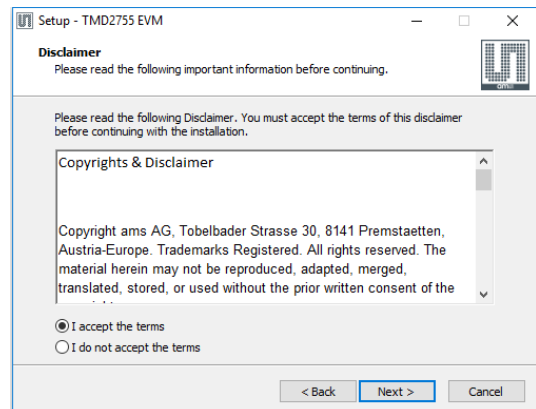 Setup - TMD2755 EVM
Disclaimer
Please read the following important information before continuing.
am
Please read the following Disclaimer. You must accept the terms of this disclaimer
before continuing with the installation.
Copyrights & Disclaimer
Copyright ams AG, Tobelbader Strasse 30, 8141 Premstaetten,
Austria-Europe. Trademarks Registered. All rights reserved. The
material herein may not be reproduced, adapted, merged,
translated, stored, or used without the prior written consent of the
I accept the terms
I do not accept the terms
< Back
Next >
Cancel